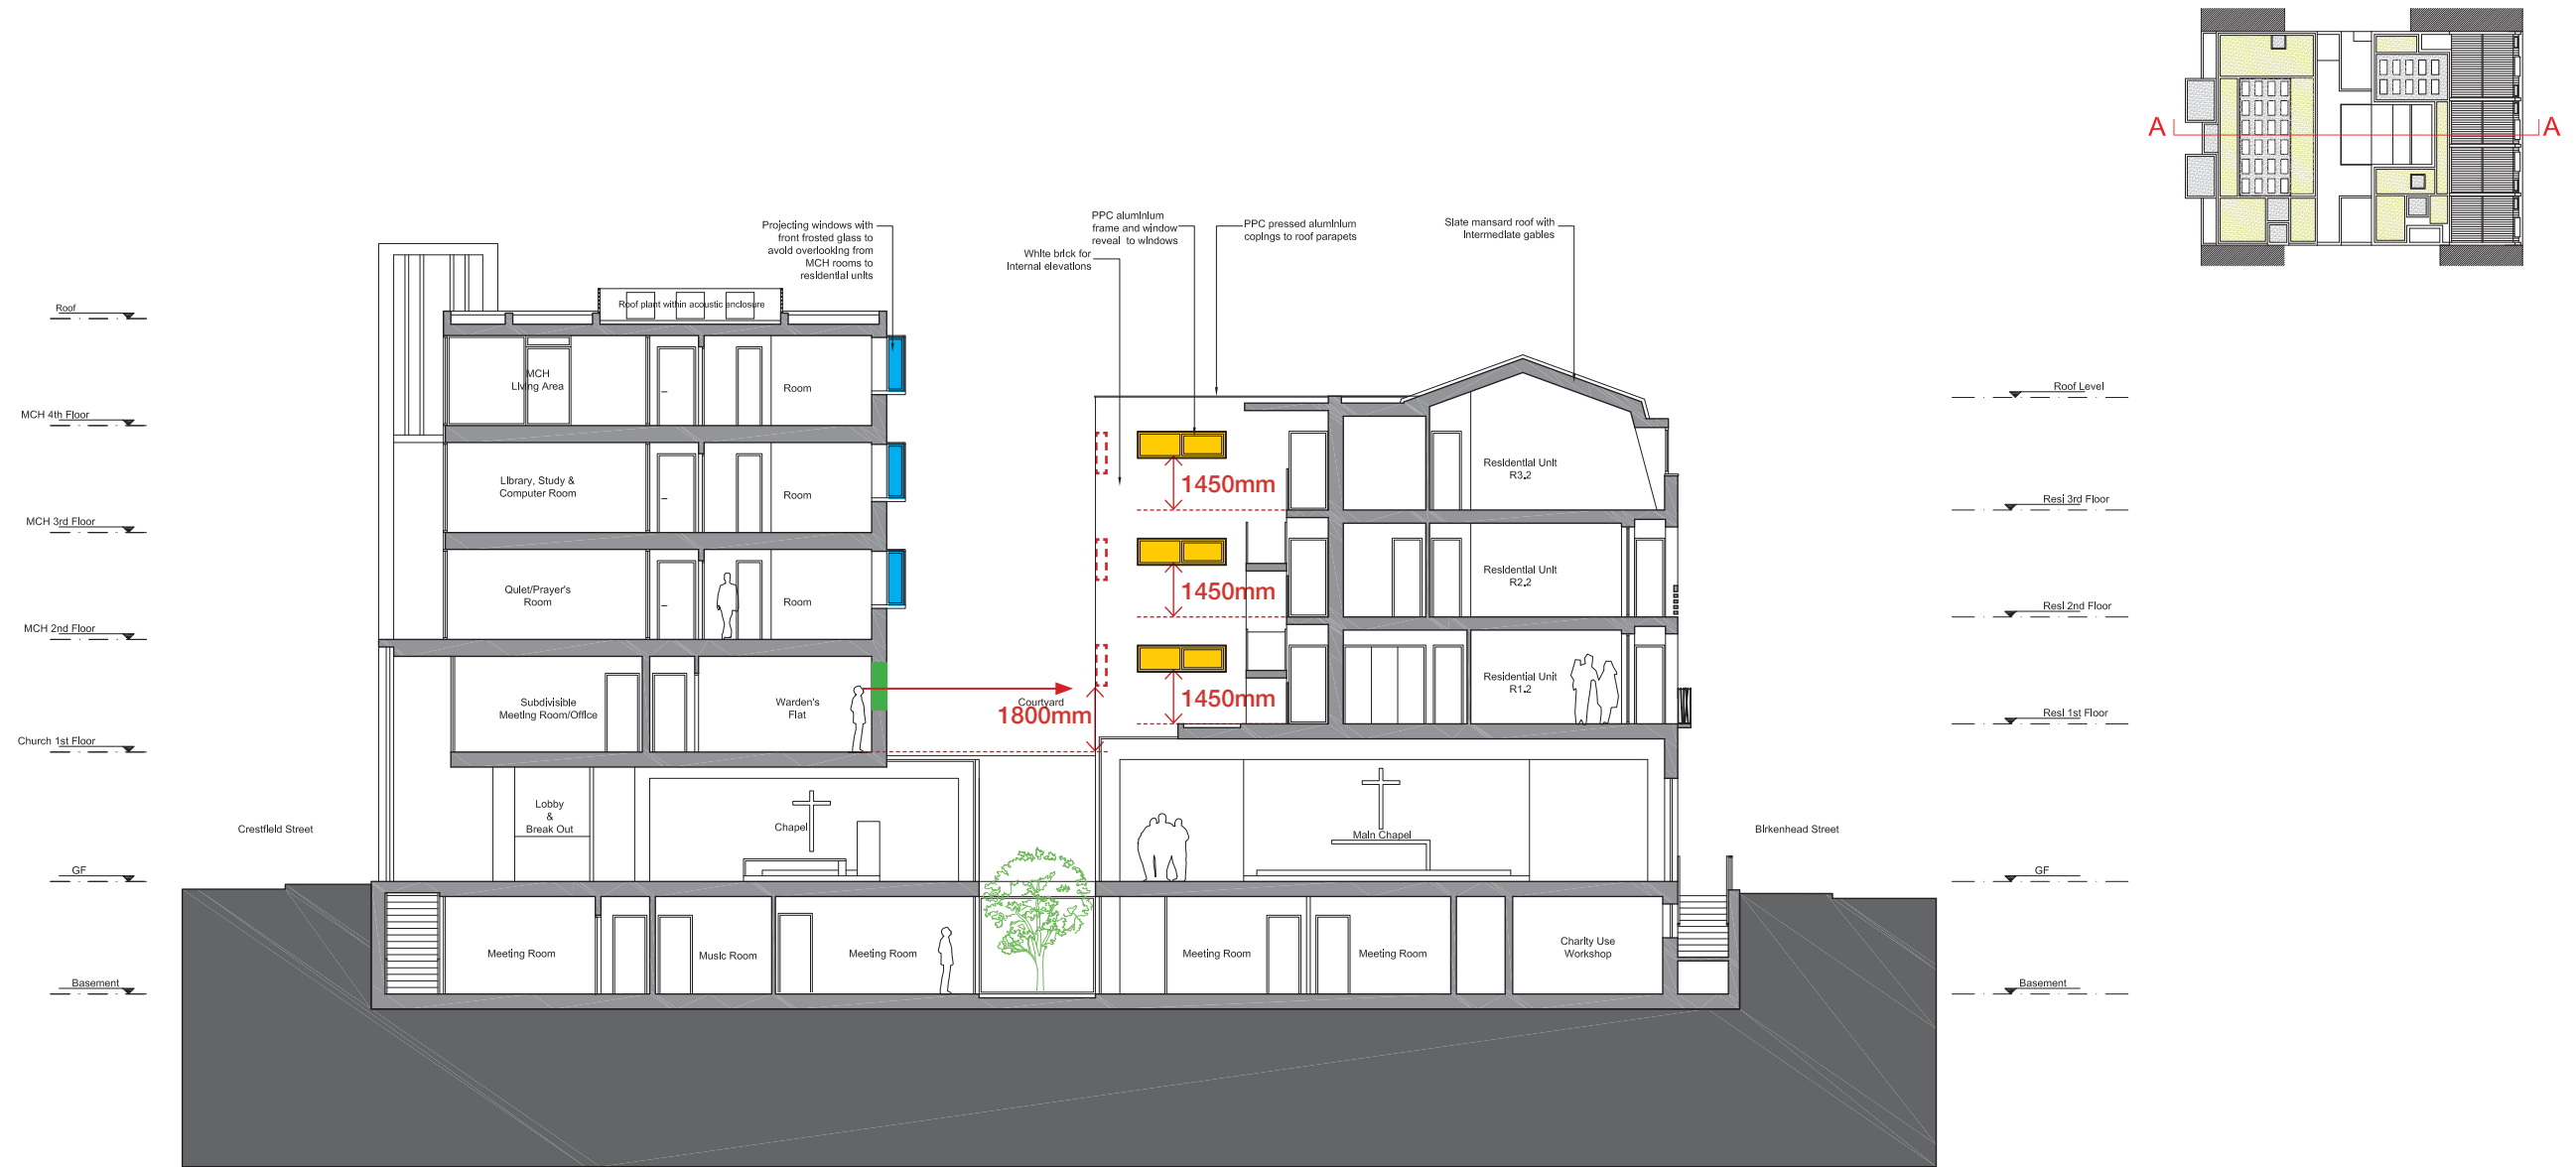 A
A
Projecting windows with
front frosted glass to
avoid overlooking from
MCH rooms to
residential units
PPC aluminium
frame and window
reveal to windows
White brick for
Internal elevations
PPC pressed aluminium
copings to roof parapets
Slate mansard roof with
Intermediate gables
Roof
Roof plant within acoustic enclosure
MCH
Living Area
Room
Roof Level
MCH 4th Floor
Library, Study &
Computer Room
Room
1450mm
Residential Unit
R3.2
Resi 3rd Floor
MCH 3rd Floor
Quiet/Prayer's
Room
Room
1450mm
Residential Unit
R2.2
Resi 2nd Floor
MCH 2nd Floor
Subdivisible
Meeting Room/Office
Warden's
Flat
Courtyard
1800mm
1450mm
Residential Unit
R1.2
Resi 1st Floor
Church 1st Floor
Crestfield Street
Lobby
&
Break Out
Chapel
Main Chapel
Birkenhead Street
GF
GF
Meeting Room
Music Room
Meeting Room
Meeting Room
Meeting Room
Charity Use
Workshop
Basement
Basement